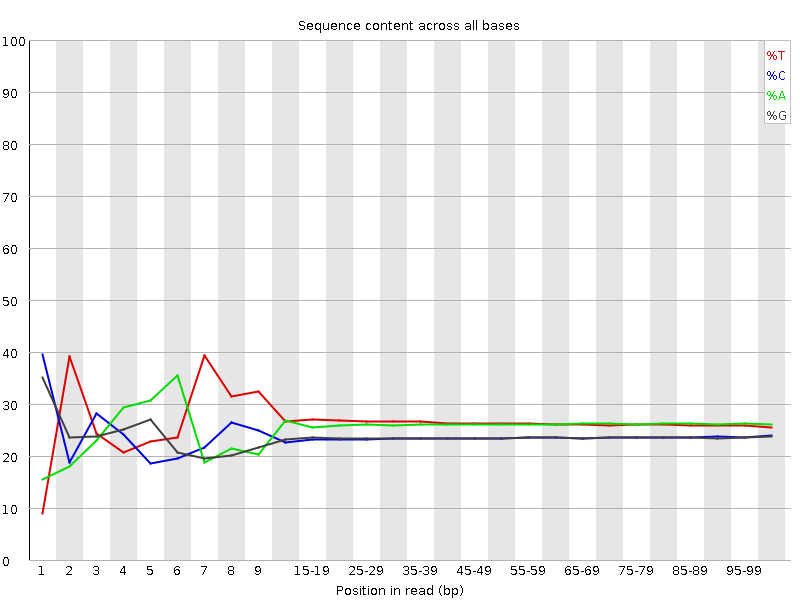 Sequence content across all bases
100
90
80
70
60
50
40
30
20
10
0
%T
%C
%A
%G
1 2 3 4 5 6 7 8 9 15-19 25-29 35-39 45-49 55-59 65-69 75-79 85-89 95-99
Position in read (bp)